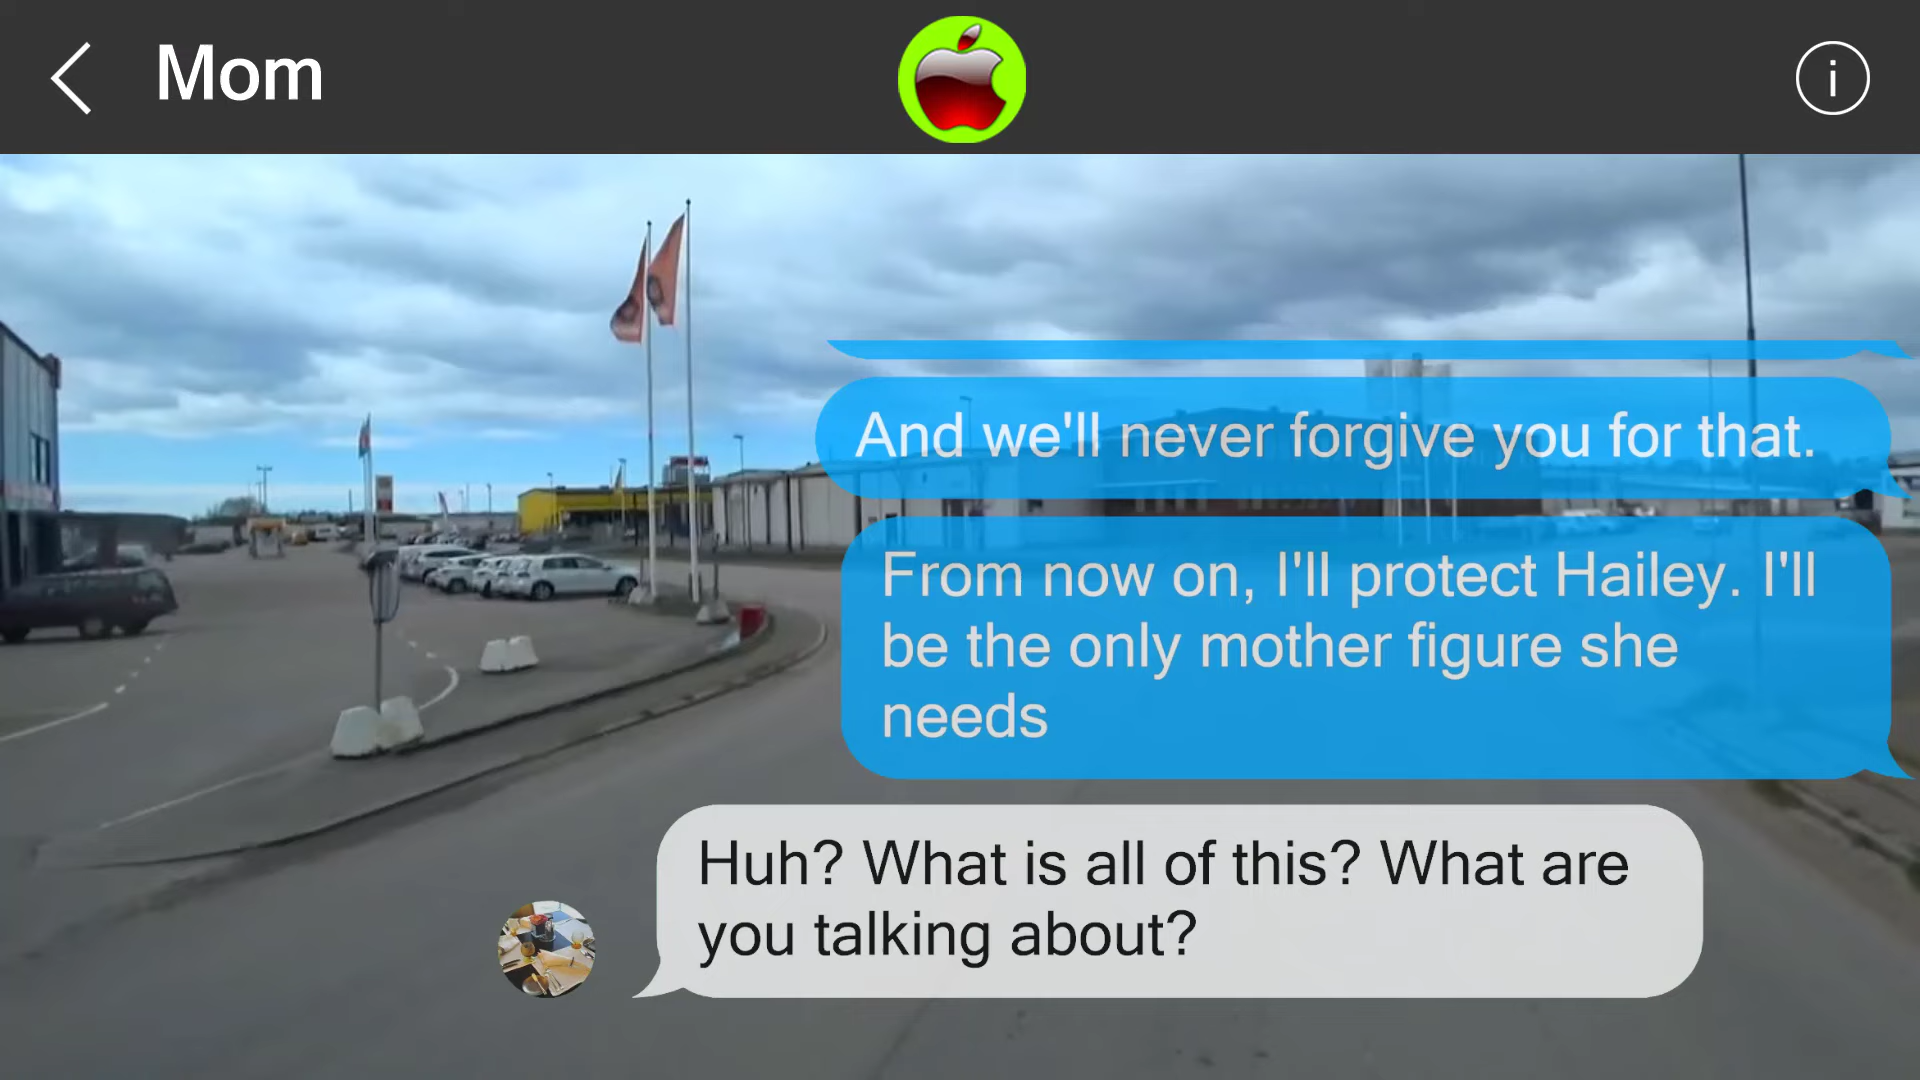 Mom
And we'll never forgive you for that.
From now on, I'll protect Hailey. I'll
be the only mother figure she
needs
Huh? What is all of this? What are
you talking about?